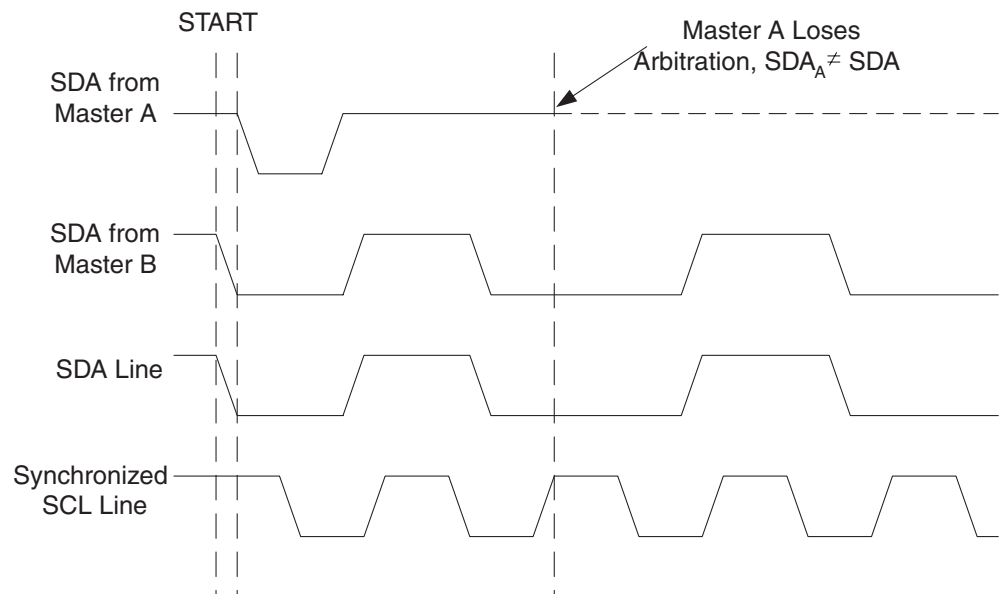 START
Master A Loses
Arbitration, SDA_A ≠ SDA
SDA from
Master A
SDA from
Master B
SDA Line
Synchronized
SCL Line